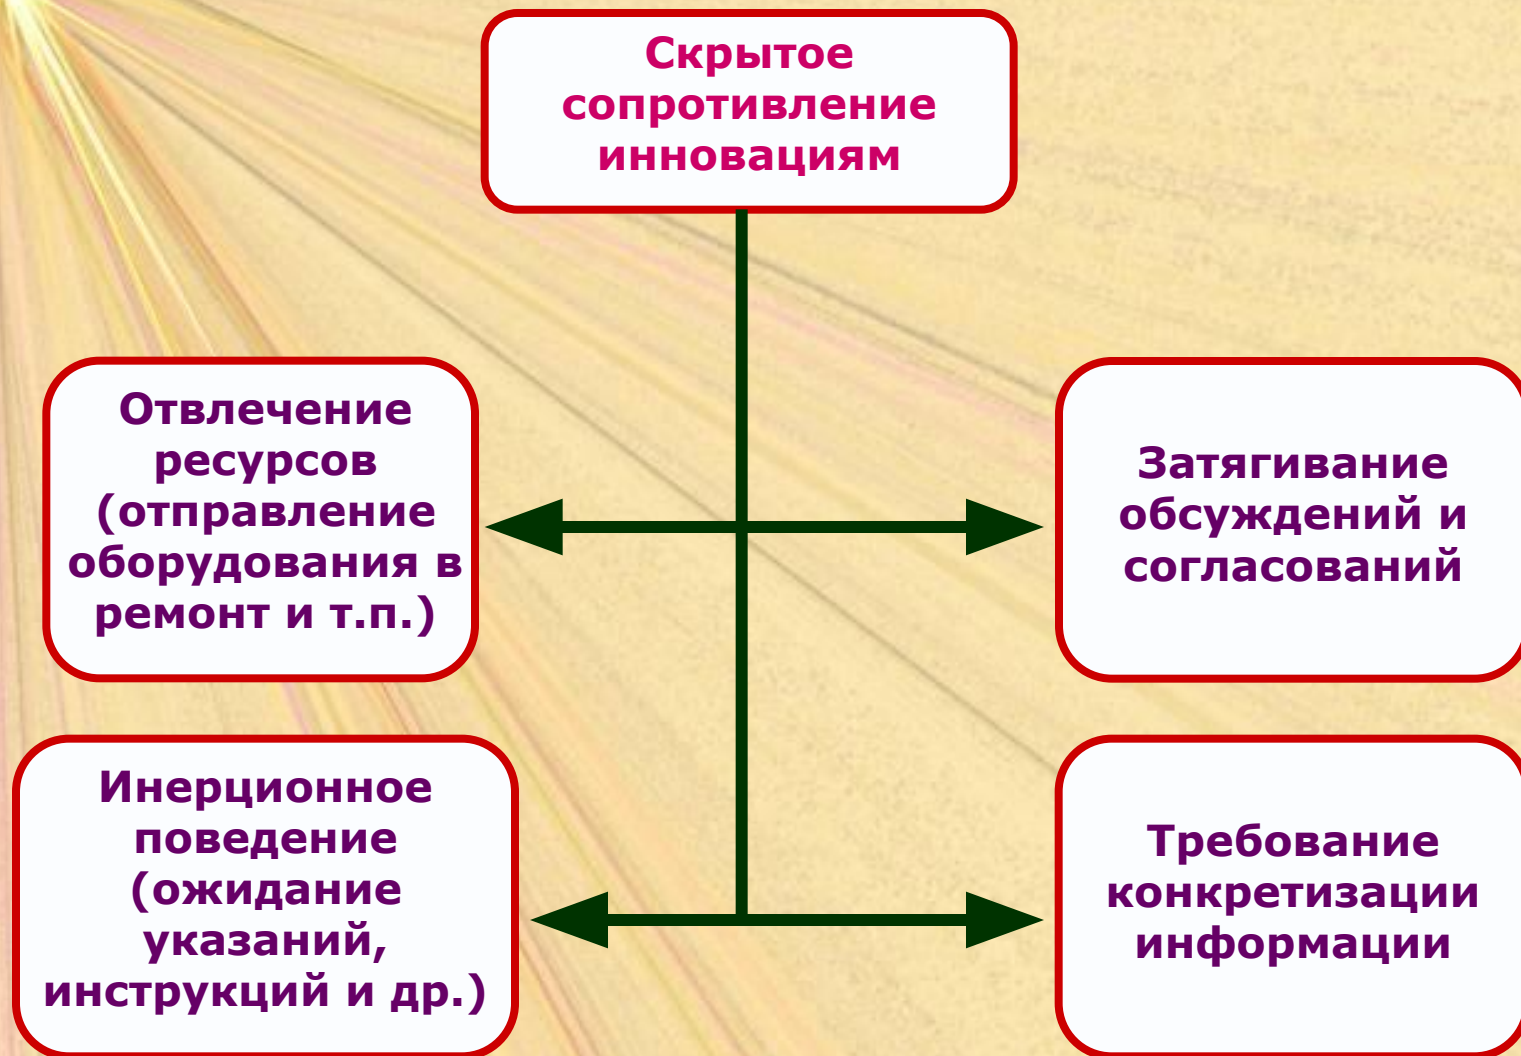 Скрытое
сопротивление
инновациям
Отвлечение
ресурсов
(отправление
оборудования в
ремонт и т.п.)
Затягивание
обсуждений и
согласований
Инерционное
поведение
(ожидание
указаний,
инструкций и др.)
Требование
конкретизации
информации